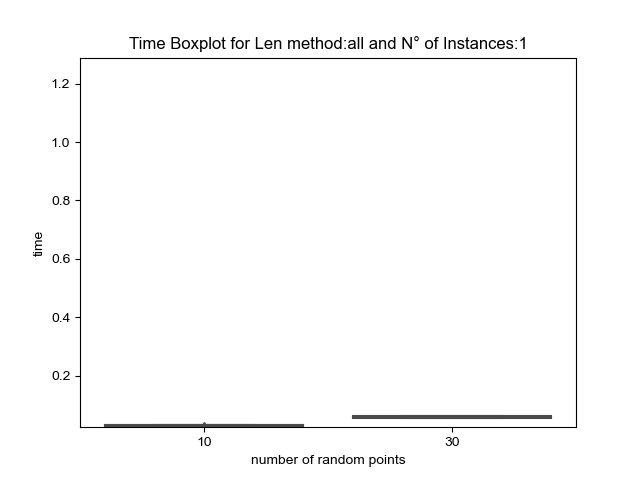 Time Boxplot for Len method:all and N° of Instances:1
1.2
1.0
0.8
0.6
0.4
0.2
time
10 30
number of random points